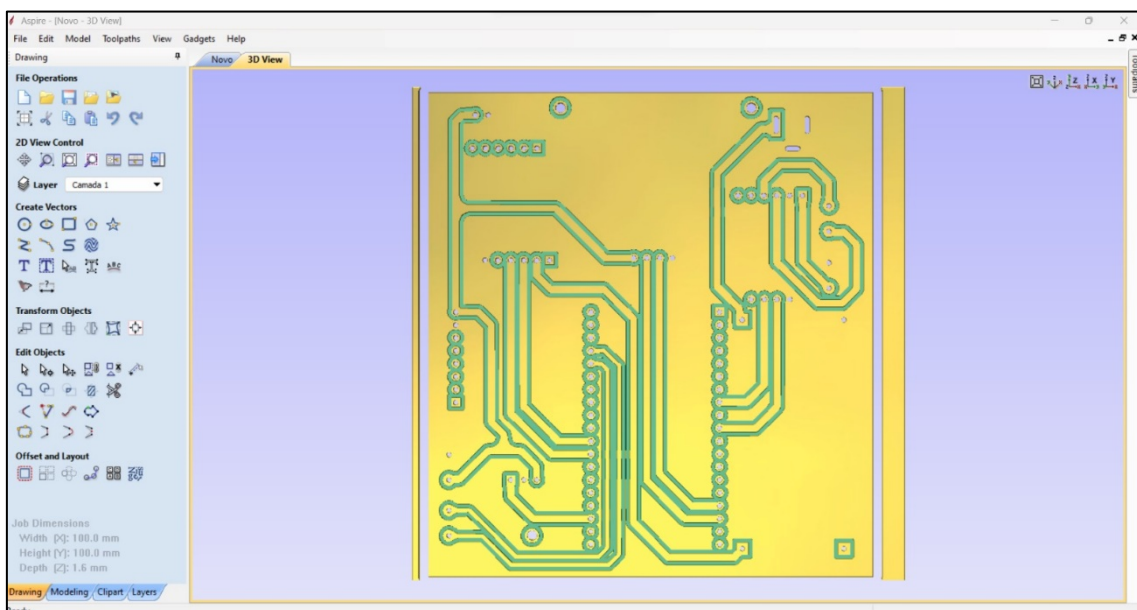 Aspire - [Novo - 3D View]
File Edit Model Toolpaths View Gadgets Help
Drawing
Novo 3D View
File Operations
2D View Control
Layer Camada 1
Create Vectors
Transform Objects
Edit Objects
Offset and Layout
Job Dimensions
Width [X]: 100.0 mm
Height [Y]: 100.0 mm
Depth [Z]: 1.6 mm
Drawing Modeling Clipart Layers
Toolpaths